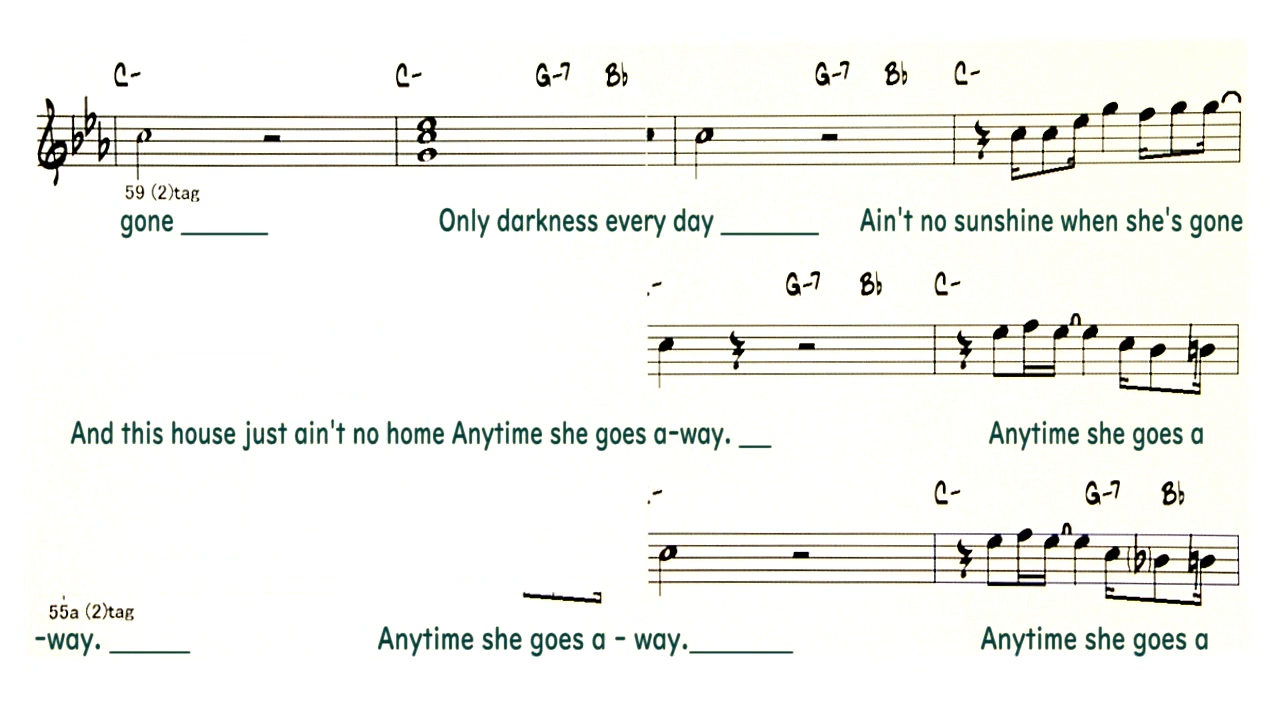 C- C- G-7 Bb G-7 Bb C-
59 (2)tag
gone ______ Only darkness every day _______ Ain't no sunshine when she's gone
- G-7 Bb C-
And this house just ain't no home Anytime she goes a-way. __ Anytime she goes a
- C- G-7 Bb
55a (2)tag
-way. _____ Anytime she goes a - way._______ Anytime she goes a